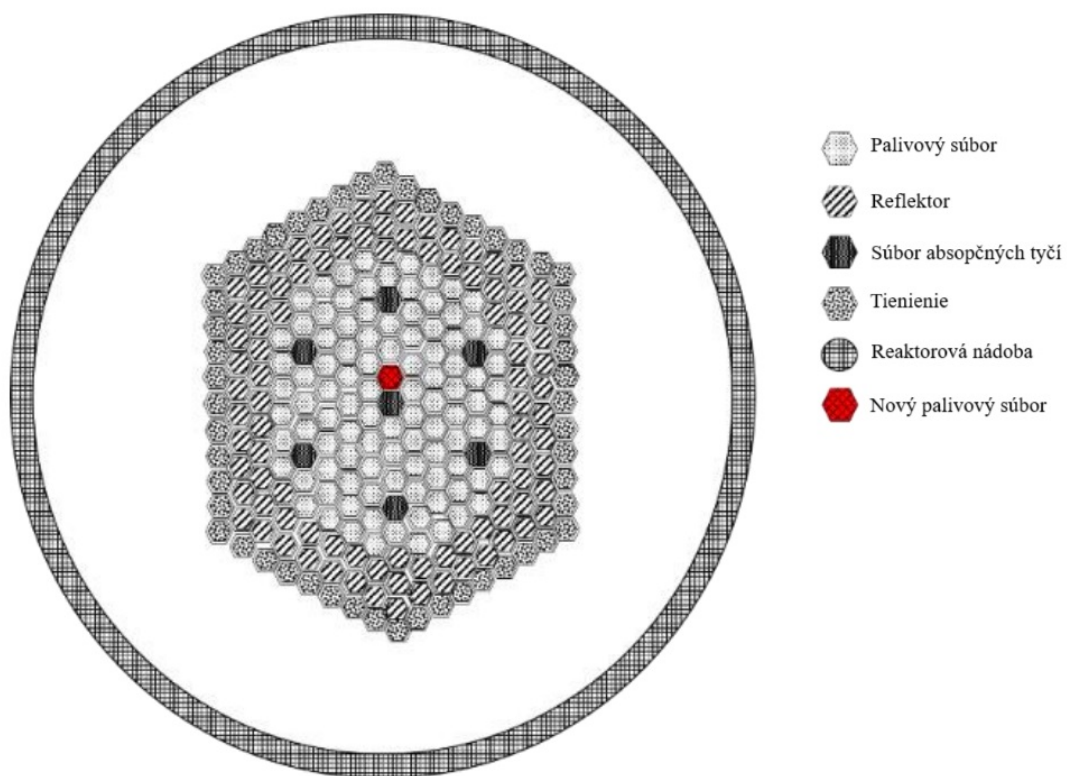 Palivový súbor
Reflektor
Súbor absopčných tyčí
Tienienie
Reaktorová nádoba
Nový palivový súbor